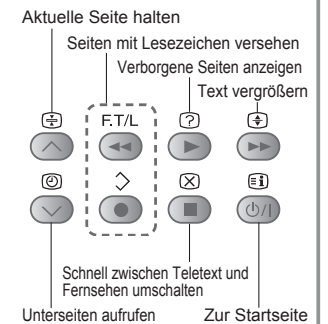 Aktuelle Seite halten
Seiten mit Lesezeichen versehen
Verborgene Seiten anzeigen
Text vergrößern
F.T/L
?
i
Schnell zwischen Teletext und
Fernsehen umschalten
Unterseiten aufrufen
Zur Startseite